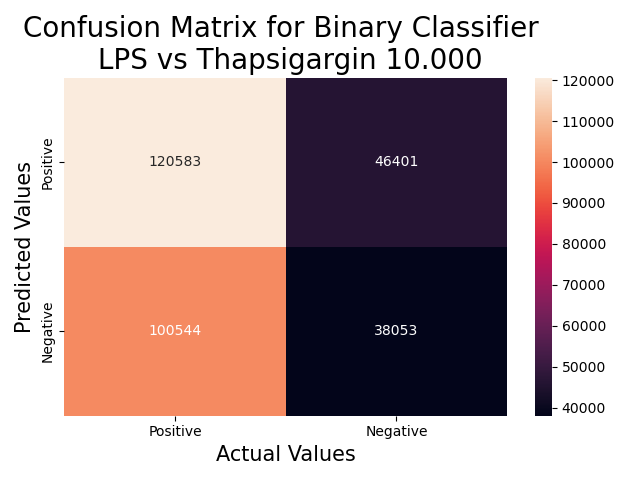 Confusion Matrix for Binary Classifier
LPS vs Thapsigargin 10.000
Predicted Values
Positive
Negative
120583
46401
100544
38053
Positive
Negative
Actual Values
120000
110000
100000
90000
80000
70000
60000
50000
40000